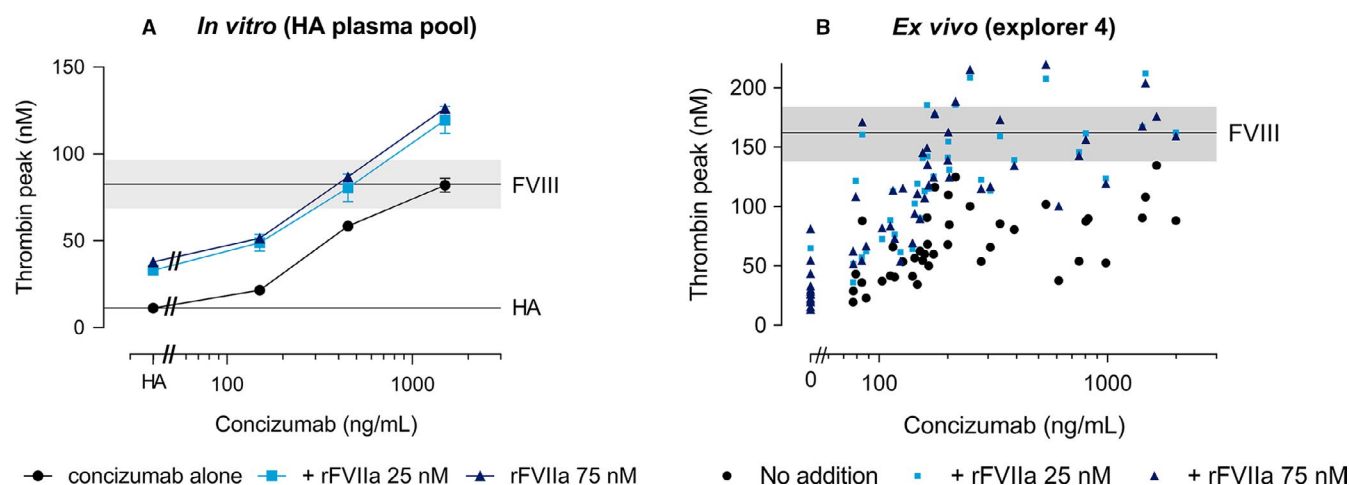 A In vitro (HA plasma pool)
Thrombin peak (nM)
150
100
50
0
FVIII
HA
HA 100 1000
Concizumab (ng/mL)
concizumab alone + rFVIIa 25 nM rFVIIa 75 nM
B Ex vivo (explorer 4)
Thrombin peak (nM)
200
150
100
50
0
FVIII
0 100 1000
Concizumab (ng/mL)
No addition + rFVIIa 25 nM + rFVIIa 75 nM